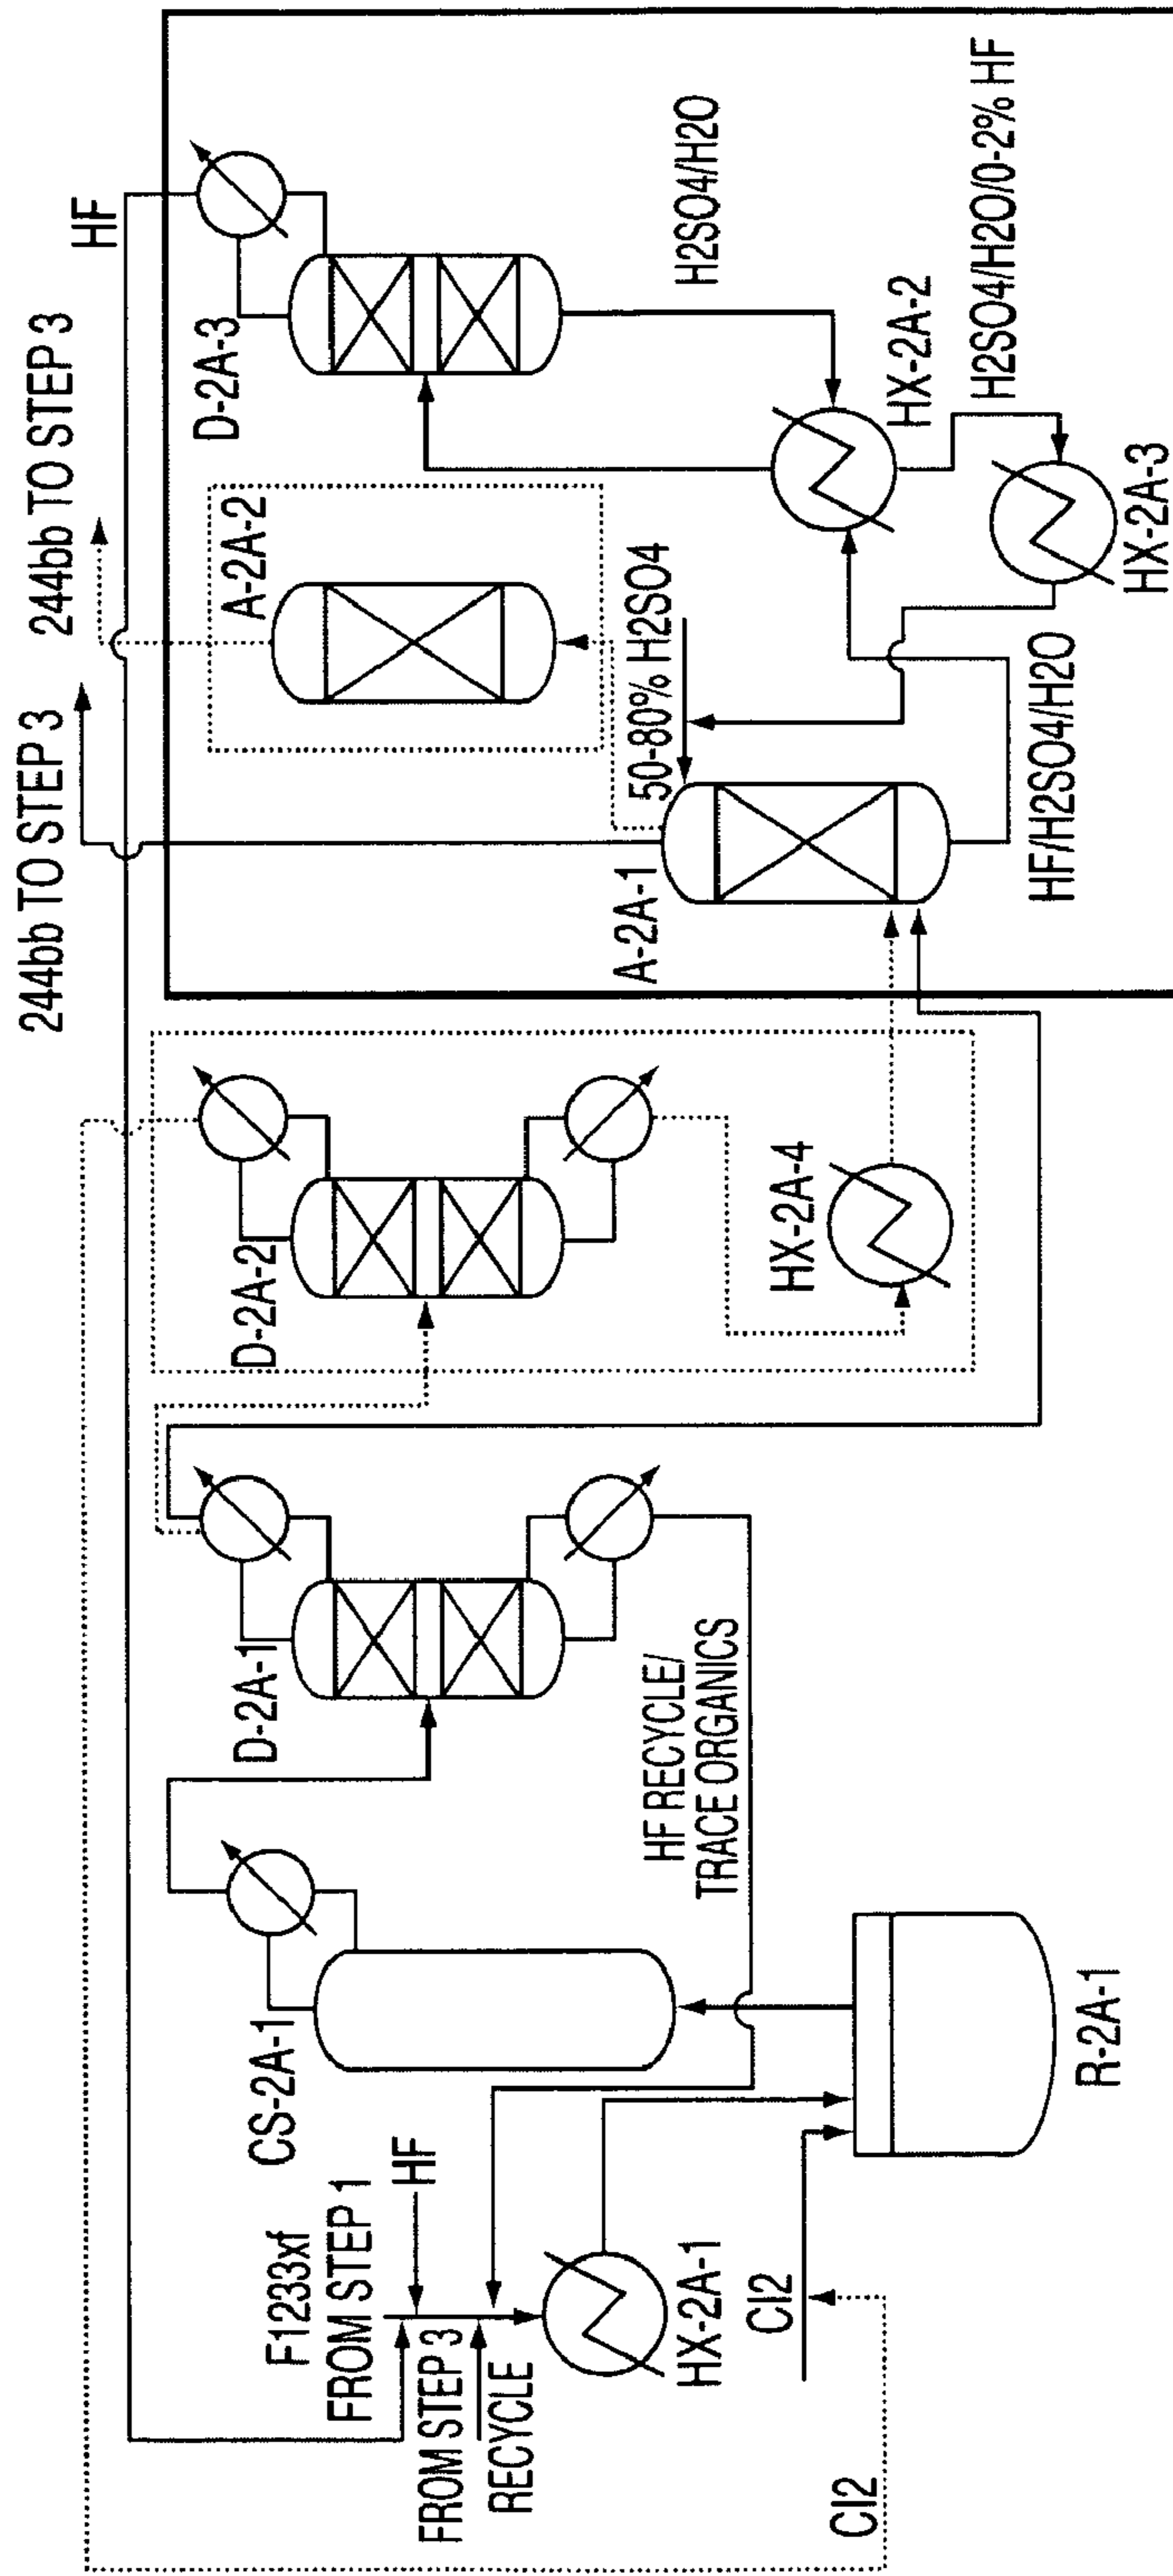 244bb TO STEP 3
244bb TO STEP 3
HF
F1233xf
FROM STEP 1
HF
FROM STEP 3
RECYCLE
HX-2A-1
Cl2
Cl2
CS-2A-1
R-2A-1
HF RECYCLE/
TRACE ORGANICS
D-2A-1
D-2A-2
HX-2A-4
A-2A-1
50-80% H2SO4
HF/H2SO4/H2O
A-2A-2
D-2A-3
H2SO4/H2O
HX-2A-2
H2SO4/H2O/0-2% HF
HX-2A-3